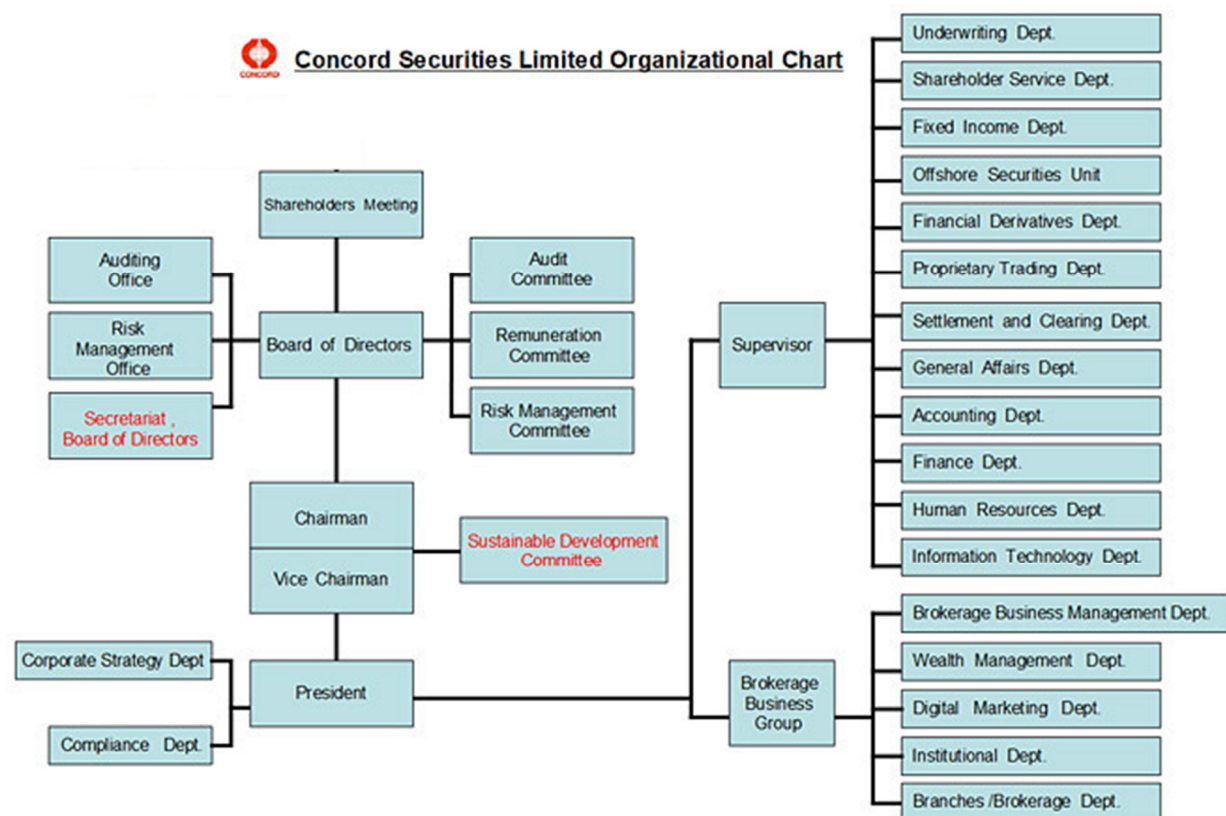 CONCORD
Concord Securities Limited Organizational Chart
Shareholders Meeting
Auditing
Office
Risk
Management
Office
Secretariat ,
Board of Directors
Board of Directors
Audit
Committee
Remuneration
Committee
Risk Management
Committee
Chairman
Vice Chairman
Sustainable Development
Committee
Corporate Strategy Dept
Compliance Dept.
President
Supervisor
Underwriting Dept.
Shareholder Service Dept.
Fixed Income Dept.
Offshore Securities Unit
Financial Derivatives Dept.
Proprietary Trading Dept.
Settlement and Clearing Dept.
General Affairs Dept.
Accounting Dept.
Finance Dept.
Human Resources Dept.
Information Technology Dept.
Brokerage
Business
Group
Brokerage Business Management Dept.
Wealth Management Dept.
Digital Marketing Dept.
Institutional Dept.
Branches /Brokerage Dept.